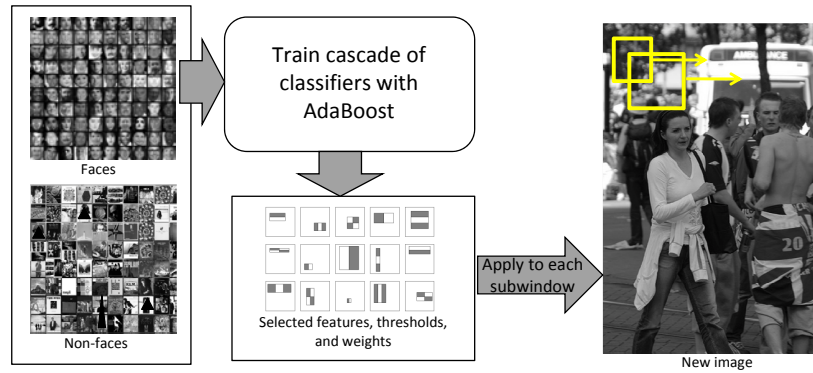 Faces
Non-faces
Train cascade of
classifiers with
AdaBoost
Selected features, thresholds,
and weights
Apply to each
subwindow
AMBULANCE
20
New image